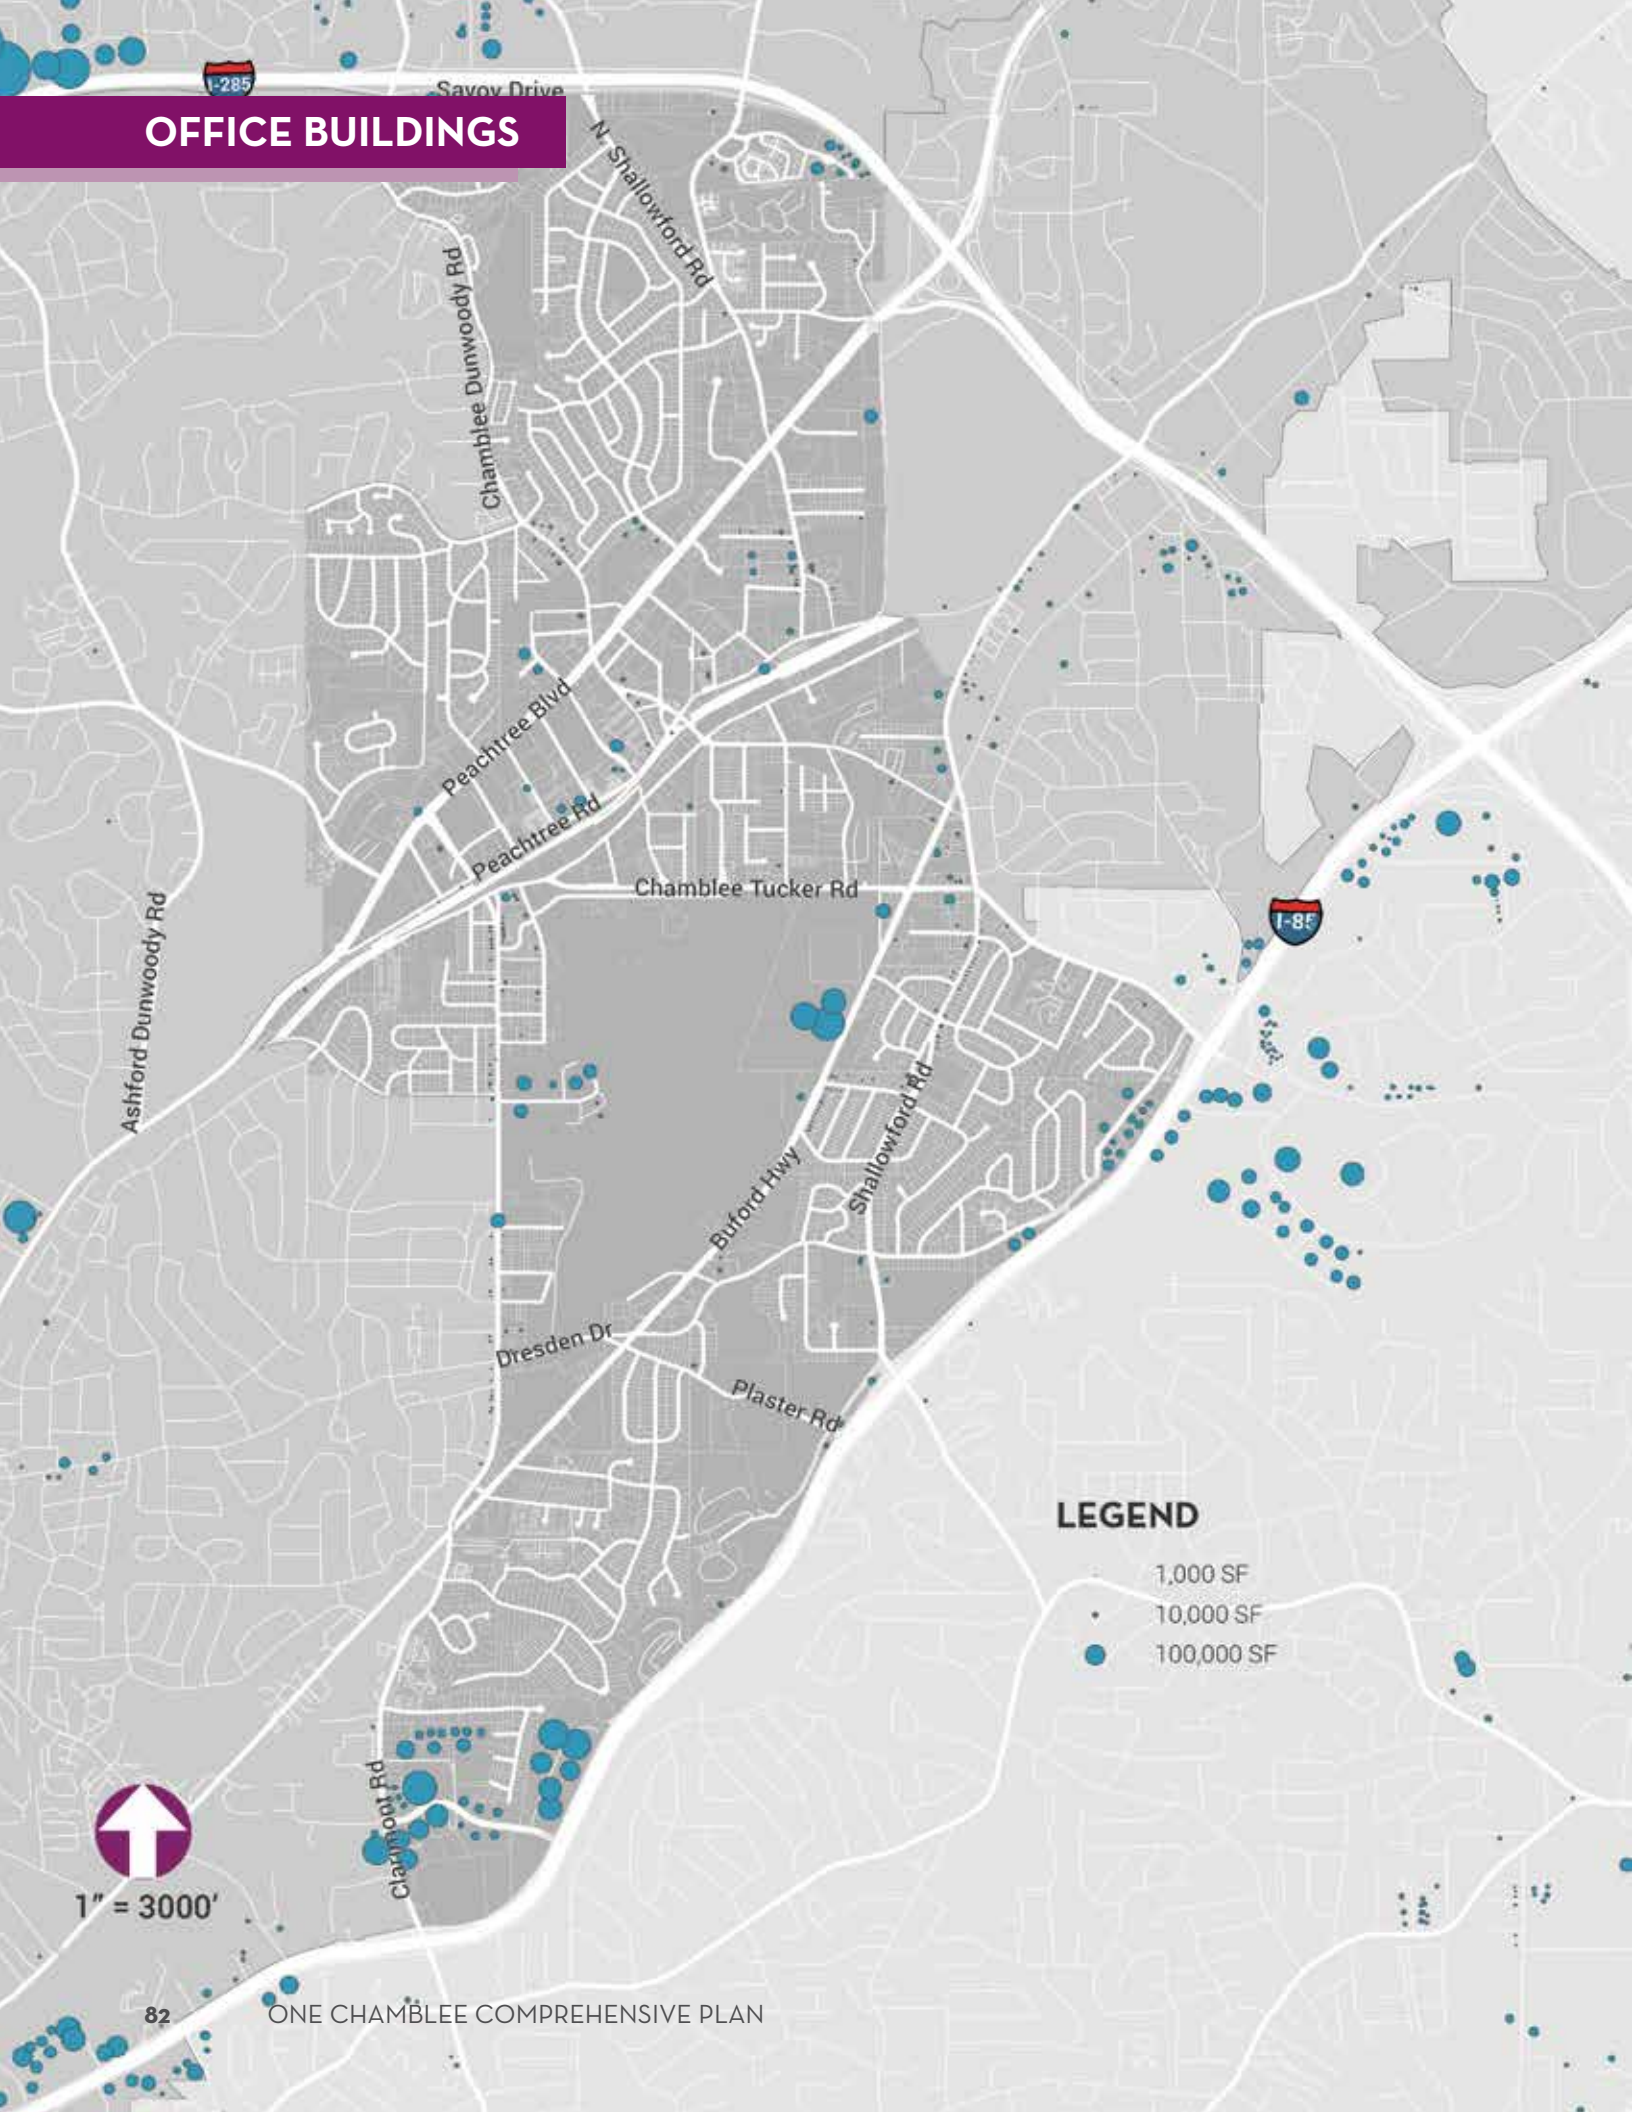 I-285
Savoy Drive
OFFICE BUILDINGS
N. Shallowford Rd
Chamblee Dunwoody Rd
Peachtree Blvd
Peachtree Rd
Chamblee Tucker Rd
Ashford Dunwoody Rd
I-85
Shallowford Rd
Buford Hwy
Dresden Dr
Plaster Rd
LEGEND
1,000 SF
10,000 SF
100,000 SF
Clairmont Rd
1" = 3000'
82 ONE CHAMBLEE COMPREHENSIVE PLAN